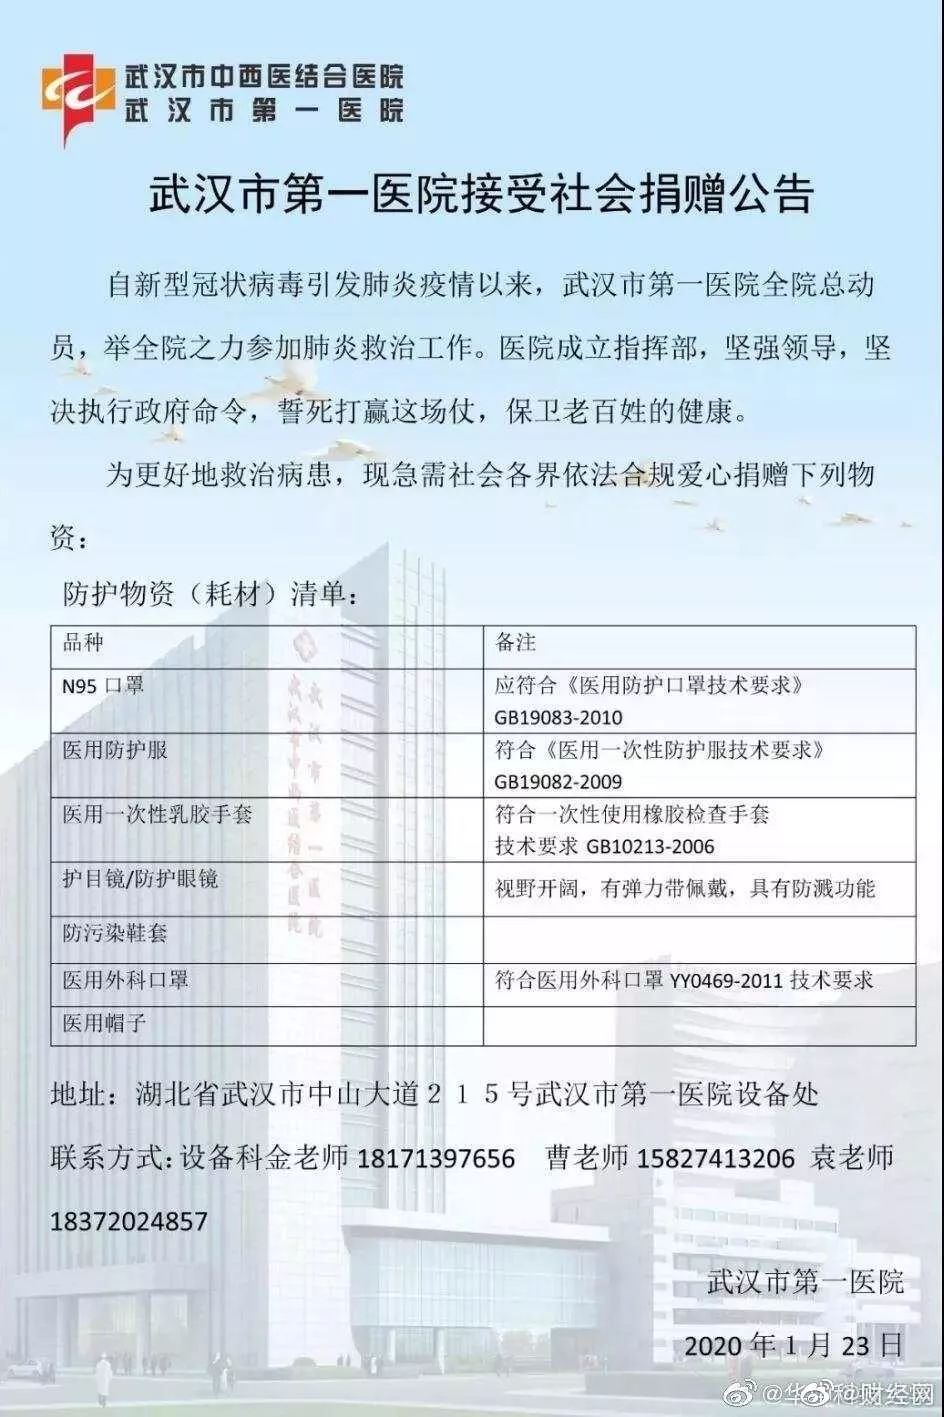 武汉市中西医结合医院
武汉市第一医院
武汉市第一医院接受社会捐赠公告
自新型冠状病毒引发肺炎疫情以来，武汉市第一医院全院总动
员，举全院之力参加肺炎救治工作。医院成立指挥部，坚强领导，坚
决执行政府命令，誓死打赢这场仗，保卫老百姓的健康。
为更好地救治病患，现急需社会各界依法合规爱心捐赠下列物
资：
防护物资（耗材）清单：
品种 备注
N95 口罩 应符合《医用防护口罩技术要求》
GB19083-2010
医用防护服 符合《医用一次性防护服技术要求》
GB19082-2009
医用一次性乳胶手套 符合一次性使用橡胶检查手套
技术要求 GB10213-2006
护目镜/防护眼镜 视野开阔，有弹力带佩戴，具有防溅功能
防污染鞋套
医用外科口罩 符合医用外科口罩 YY0469-2011 技术要求
医用帽子
武汉市第一医院
武汉市中西医结合医院
地址：湖北省武汉市中山大道２１５号武汉市第一医院设备处
联系方式：设备科金老师 18171397656 曹老师 15827413206 袁老师
18372024857
武汉市第一医院
2020 年 1 月 23 日
@财经网